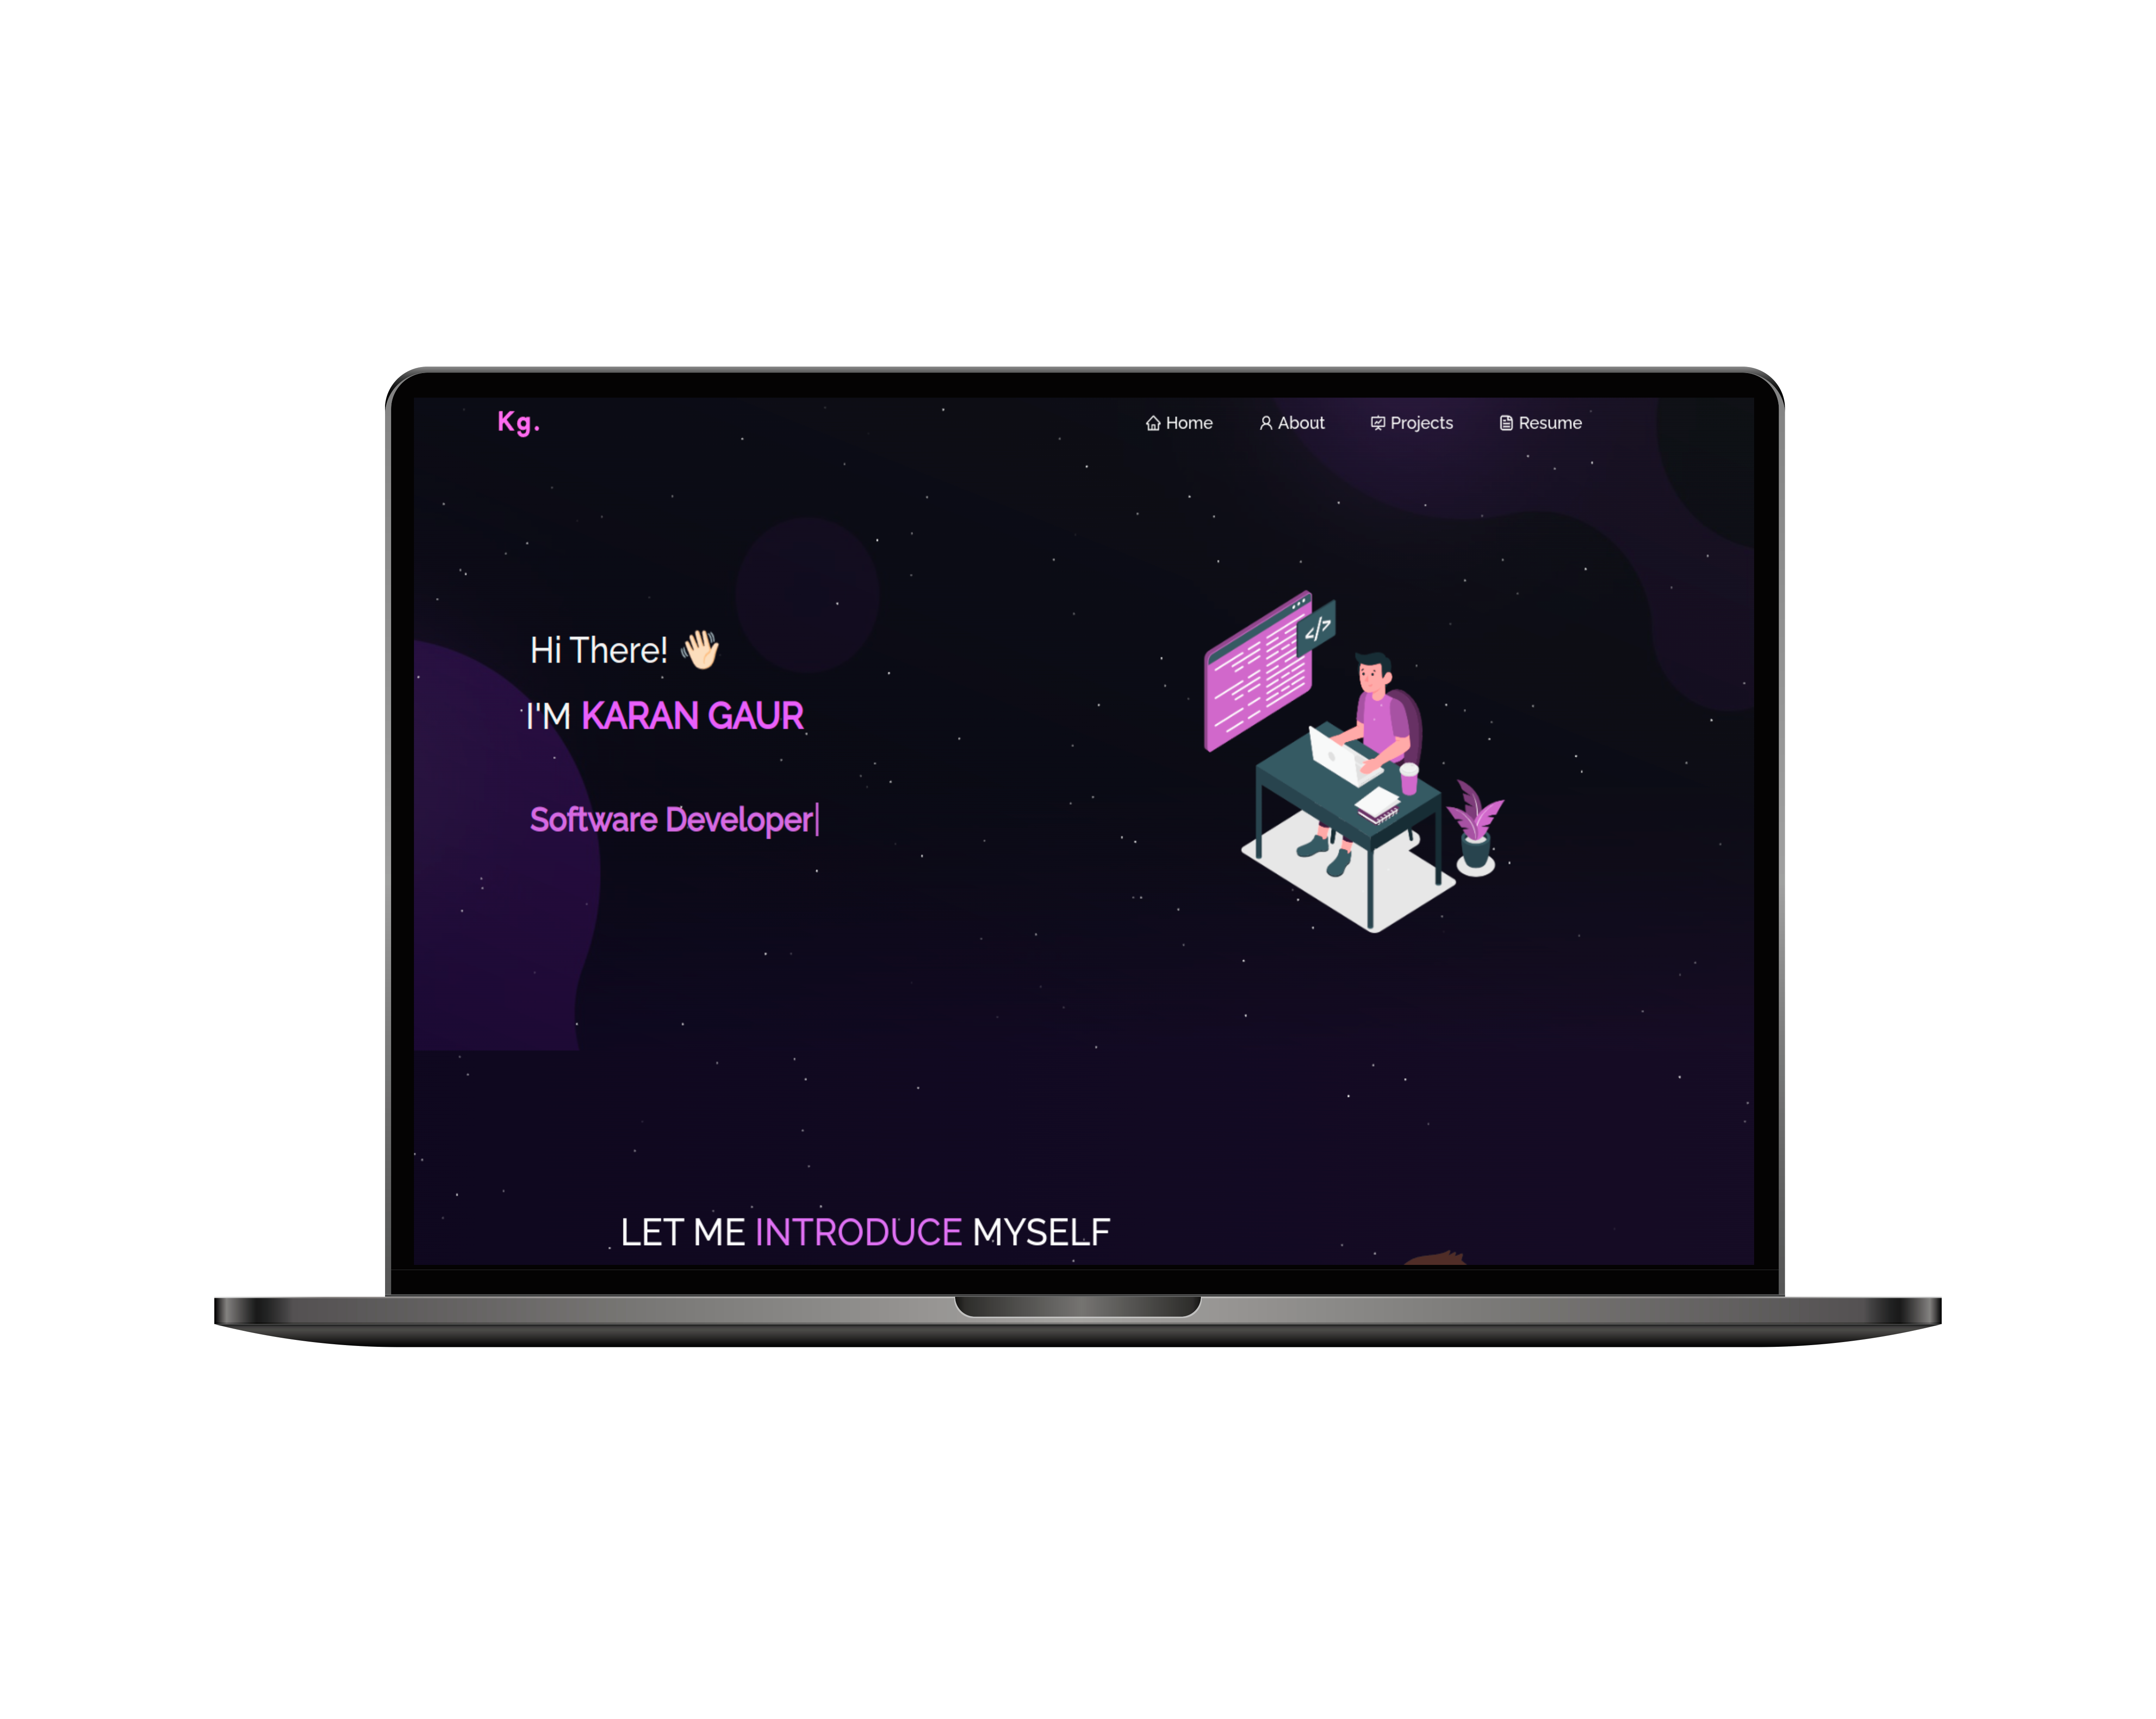 Kg.
Home About Projects Resume
Hi There! 👋🏻
I'M KARAN GAUR
Software Developer|
</>
LET ME INTRODUCE MYSELF